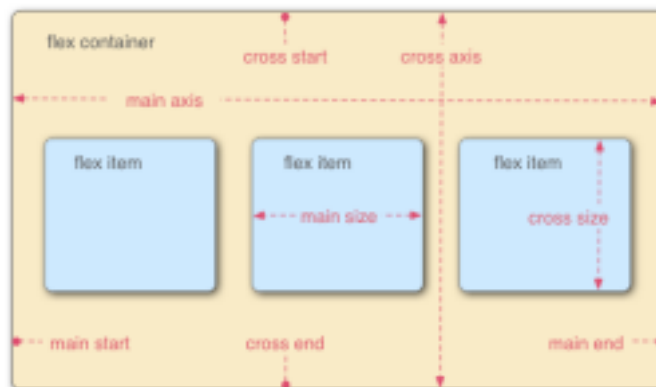 flex container
cross start
cross axis
main axis
flex item
flex item
flex item
main size
cross size
main start
cross end
main end